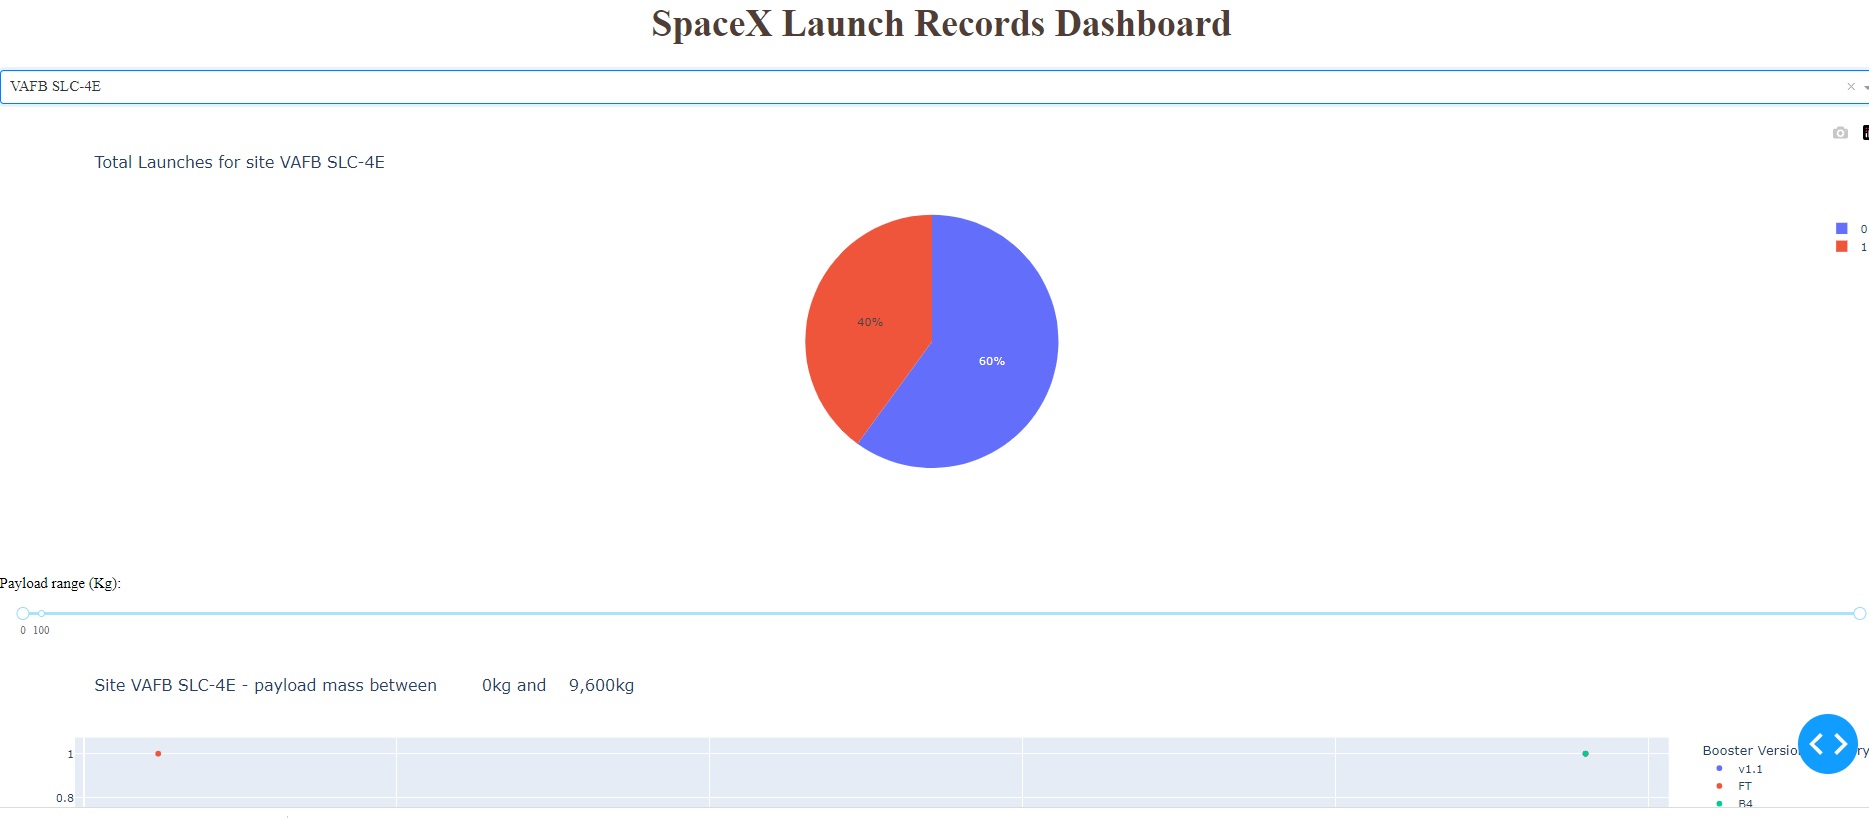 SpaceX Launch Records Dashboard
VAFB SLC-4E
Total Launches for site VAFB SLC-4E
0
1
40%
60%
Payload range (Kg):
0 100
Site VAFB SLC-4E - payload mass between 0kg and 9,600kg
1
0.8
Booster Versio ry
v1.1
FT
B4